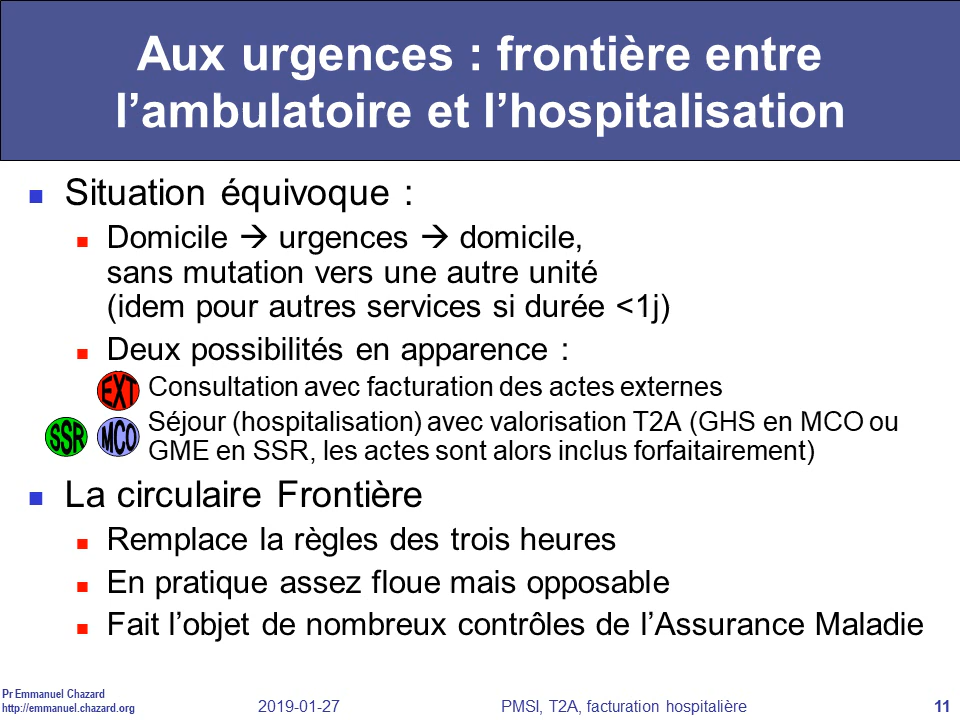 Aux urgences : frontière entre
l’ambulatoire et l’hospitalisation
Situation équivoque :
Domicile → urgences → domicile,
sans mutation vers une autre unité
(idem pour autres services si durée <1j)
Deux possibilités en apparence :
EXT Consultation avec facturation des actes externes
SSR MCO Séjour (hospitalisation) avec valorisation T2A (GHS en MCO ou
GME en SSR, les actes sont alors inclus forfaitairement)
La circulaire Frontière
Remplace la règles des trois heures
En pratique assez floue mais opposable
Fait l’objet de nombreux contrôles de l’Assurance Maladie
Pr Emmanuel Chazard
http://emmanuel.chazard.org
2019-01-27 PMSI, T2A, facturation hospitalière 11